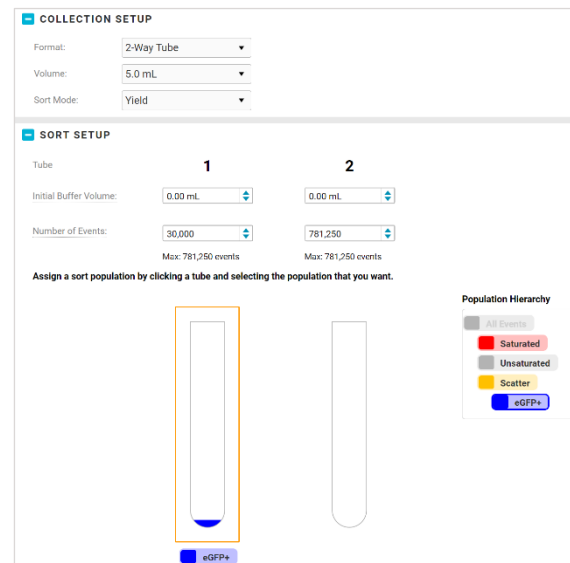 COLLECTION SETUP
Format: 2-Way Tube
Volume: 5.0 mL
Sort Mode: Yield
SORT SETUP
Tube 1 2
Initial Buffer Volume: 0.00 mL 0.00 mL
Number of Events: 30,000 781,250
Max: 781,250 events Max: 781,250 events
Assign a sort population by clicking a tube and selecting the population that you want.
Population Hierarchy
All Events
Saturated
Unsaturated
Scatter
eGFP+
eGFP+